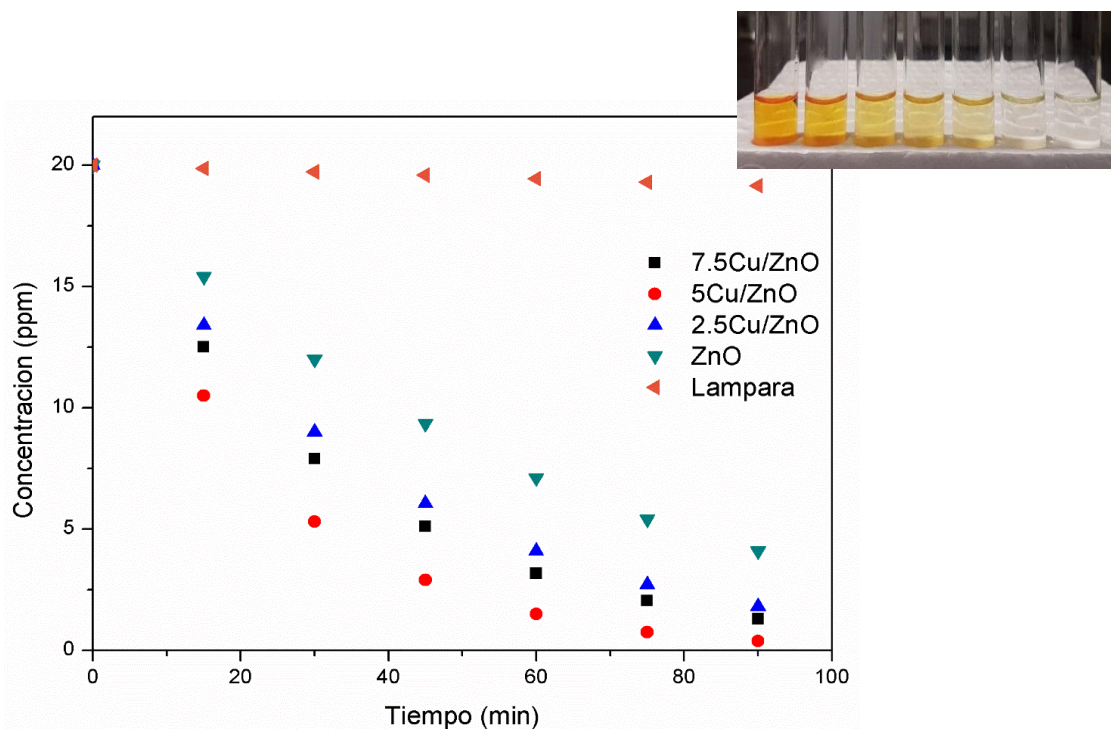 20
15
10
5
0
Concentracion (ppm)
7.5Cu/ZnO
5Cu/ZnO
2.5Cu/ZnO
ZnO
Lampara
0
20
40
60
80
100
Tiempo (min)